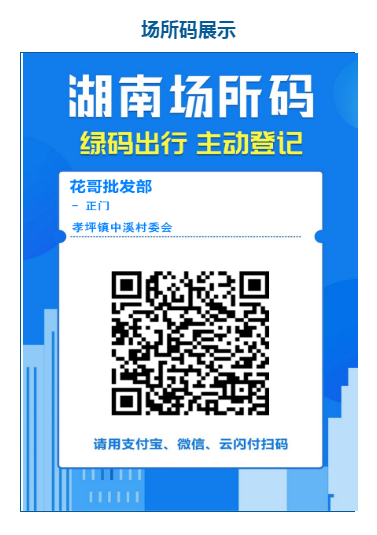 场所码展示
湖南场所码
绿码出行 主动登记
花哥批发部
- 正门
孝坪镇中溪村委会
请用支付宝、微信、云闪付扫码